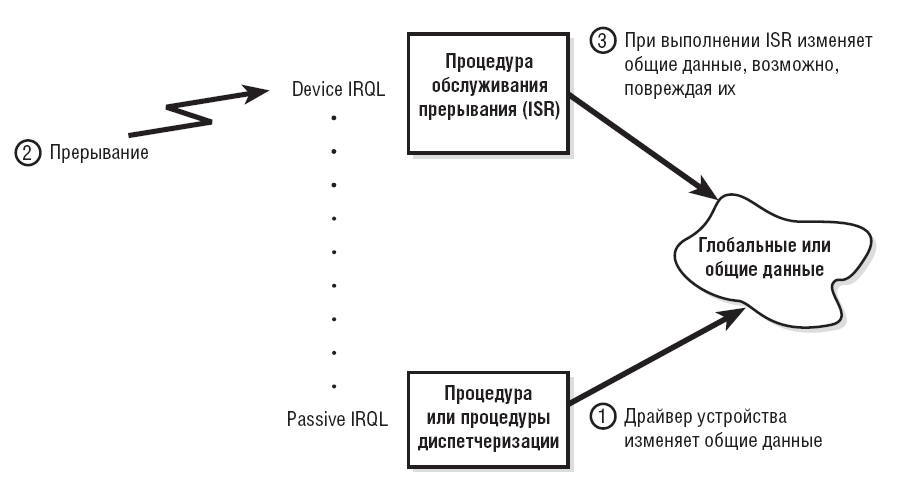 3 При выполнении ISR изменяет
общие данные, возможно,
повреждая их
Процедура
обслуживания
прерывания (ISR)
Device IRQL
2 Прерывание
Глобальные или
общие данные
Процедура
или процедуры
диспетчеризации
Passive IRQL
1 Драйвер устройства
изменяет общие данные